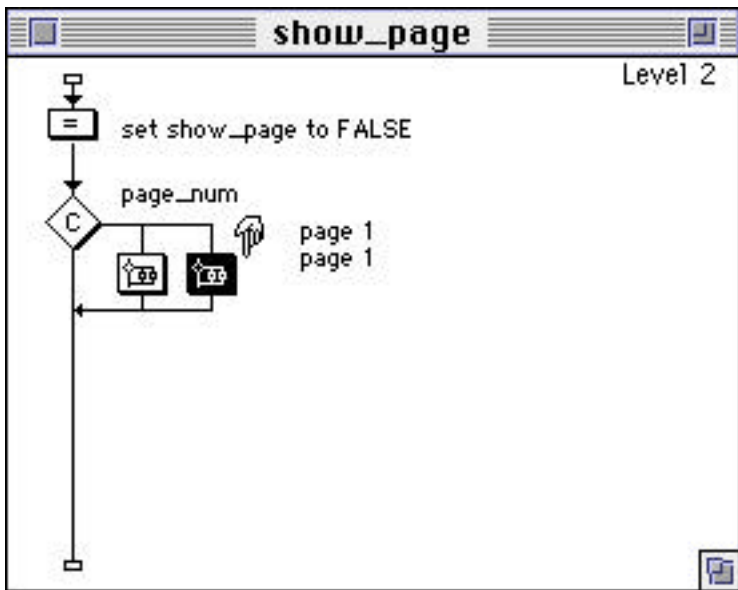 show_page
Level 2
=
set show_page to FALSE
page_num
C
page 1
page 1